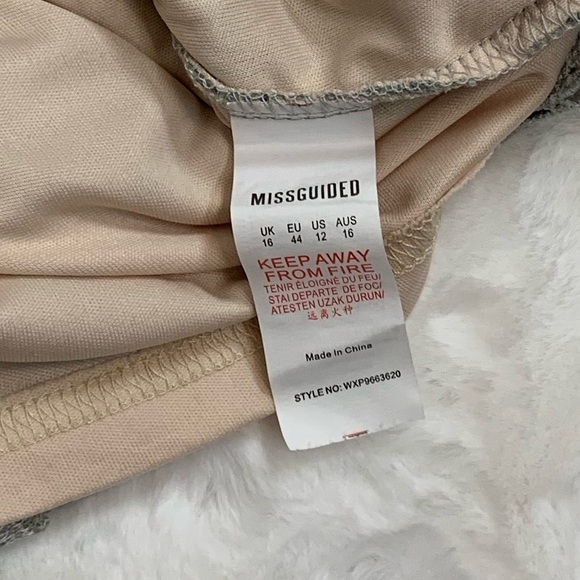 MISSGUIDED
UK EU US AUS
16 44 12 16
KEEP AWAY
FROM FIRE
TENIR ÉLOIGNÉ DU FEU/
STAI DEPARTE DE FOC/
ATESTEN UZAK DURUN/
远离火种
Made In China
STYLE NO: WXP9663620